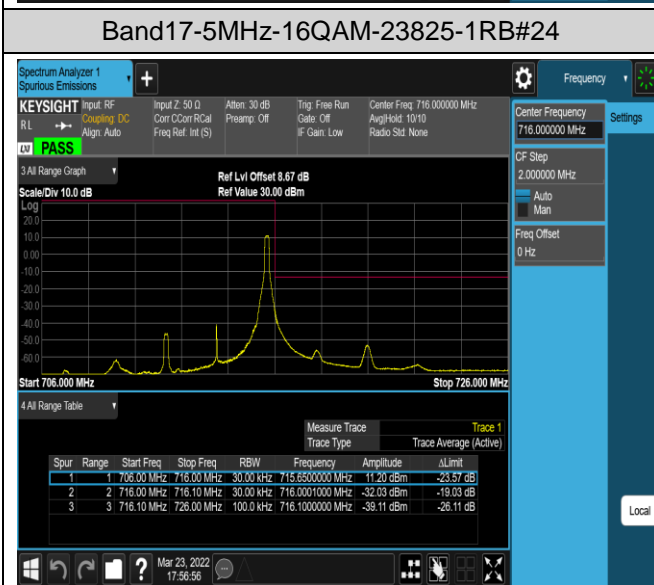 Band17-5MHz-16QAM-23825-1RB#24
Spectrum Analyzer 1
Spurious Emissions
+
Frequency
KEYSIGHT Input: RF Input Z: 50 Ω Atten: 30 dB Trig: Free Run Center Freq: 716.000000 MHz
RL Coupling: DC Corr CCorr RCal Preamp: Off Gate: Off Avg|Hold: 10/10
Align: Auto Freq Ref: Int (S) IF Gain: Low Radio Std: None
LXI PASS
Center Frequency
716.000000 MHz
Settings
CF Step
2.000000 MHz
Auto
Man
Freq Offset
0 Hz
3 All Range Graph
Ref Lvl Offset 8.67 dB
Scale/Div 10.0 dB Ref Value 30.00 dBm
Log
20.0
10.0
0.00
-10.0
-20.0
-30.0
-40.0
-50.0
-60.0
Start 706.000 MHz Stop 726.000 MHz
4 All Range Table
Measure Trace Trace 1
Trace Type Trace Average (Active)
Spur Range Start Freq Stop Freq RBW Frequency Amplitude ΔLimit
1 1 706.00 MHz 716.00 MHz 30.00 kHz 715.6500000 MHz 11.20 dBm -23.57 dB
2 2 716.00 MHz 716.10 MHz 30.00 kHz 716.0001000 MHz -32.03 dBm -19.03 dB
3 3 716.10 MHz 726.00 MHz 100.0 kHz 716.1000000 MHz -39.11 dBm -26.11 dB
Local
? Mar 23, 2022
17:56:56